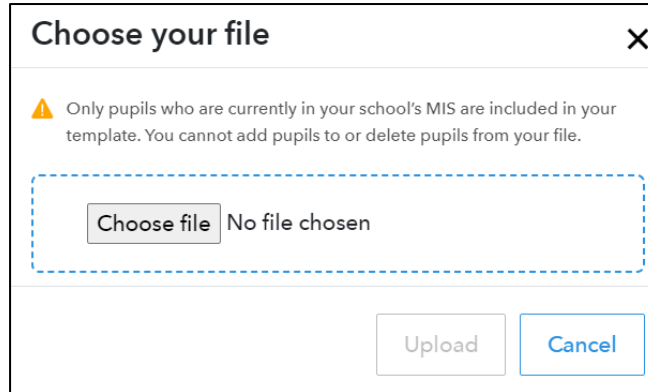 Choose your file
Only pupils who are currently in your school’s MIS are included in your
template. You cannot add pupils to or delete pupils from your file.
Choose file No file chosen
Upload Cancel